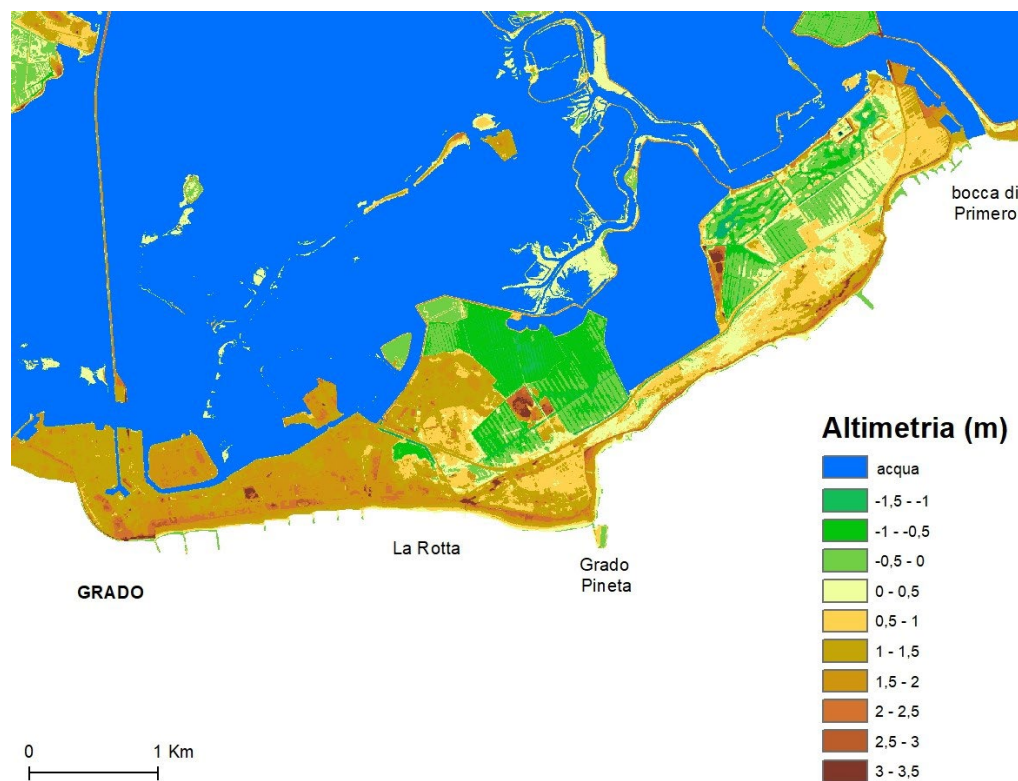 bocca di
Primero
Altimetria (m)
acqua
-1,5 - -1
-1 - -0,5
-0,5 - 0
0 - 0,5
0,5 - 1
1 - 1,5
1,5 - 2
2 - 2,5
2,5 - 3
3 - 3,5
La Rotta
Grado
Pineta
GRADO
0 1 Km